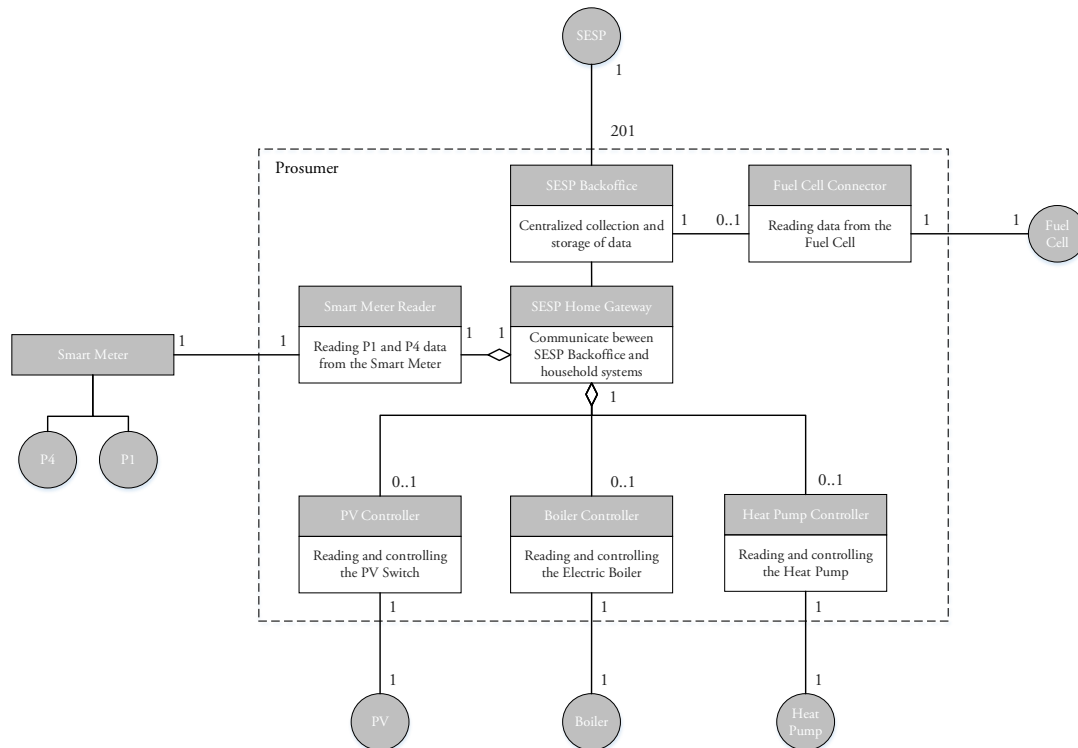 SESP
1
201
Prosumer
SESP Backoffice
Centralized collection and
storage of data
1
0..1
Fuel Cell Connector
Reading data from the
Fuel Cell
1
1
Fuel
Cell
Smart Meter
1
1
Smart Meter Reader
Reading P1 and P4 data
from the Smart Meter
1
1
SESP Home Gateway
Communicate beween
SESP Backoffice and
household systems
1
P4
P1
0..1
0..1
0..1
PV Controller
Reading and controlling
the PV Switch
Boiler Controller
Reading and controlling
the Electric Boiler
Heat Pump Controller
Reading and controlling
the Heat Pump
1
1
1
1
1
1
PV
Boiler
Heat
Pump